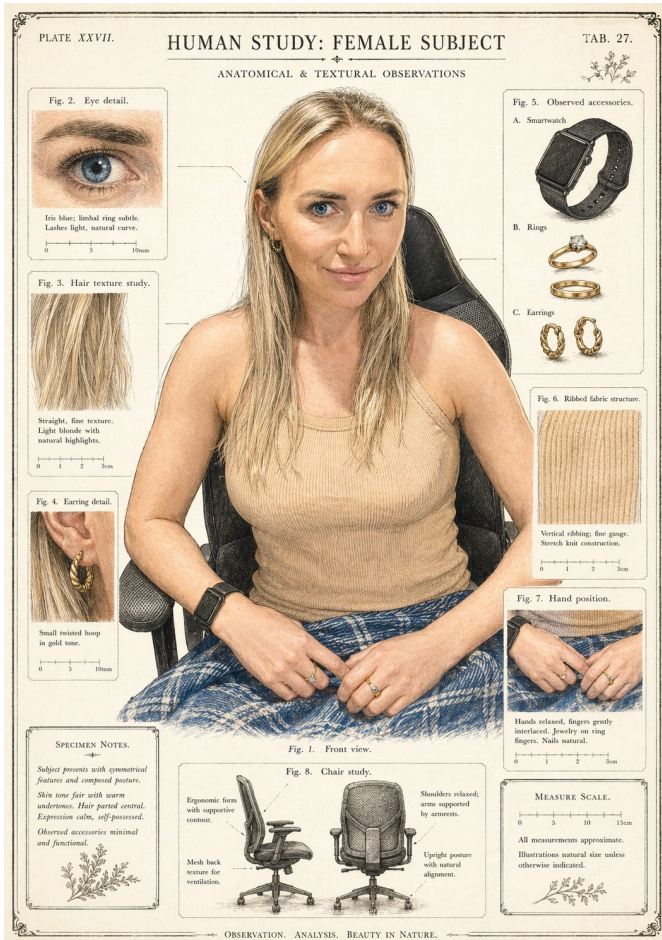 PLATE XXVII.
HUMAN STUDY: FEMALE SUBJECT
TAB. 27.
ANATOMICAL & TEXTURAL OBSERVATIONS
Fig. 2. Eye detail.
Iris blue; limbal ring subtle.
Lashes light, natural curve.
0 5 10mm
Fig. 3. Hair texture study.
Straight, fine texture.
Light blonde with
natural highlights.
0 1 2 3cm
Fig. 4. Earring detail.
Small twisted hoop
in gold tone.
0 5 10mm
Fig. 5. Observed accessories.
A. Smartwatch
B. Rings
C. Earrings
Fig. 6. Ribbed fabric structure.
Vertical ribbing; fine gauge.
Stretch knit construction.
0 1 2 3cm
Fig. 7. Hand position.
Hands relaxed, fingers gently
interlaced. Jewelry on ring
fingers. Nails natural.
0 1 2 3cm
Fig. 1. Front view.
SPECIMEN NOTES.
Subject presents with symmetrical
features and composed posture.
Skin tone fair with warm
undertones. Hair parted central.
Expression calm, self-possessed.
Observed accessories minimal
and functional.
Fig. 8. Chair study.
Ergonomic form
with supportive
contour.
Mesh back
texture for
ventilation.
Shoulders relaxed;
arms supported
by armrests.
Upright posture
with natural
alignment.
MEASURE SCALE.
0 5 10 15cm
All measurements approximate.
Illustrations natural size unless
otherwise indicated.
OBSERVATION. ANALYSIS. BEAUTY IN NATURE.